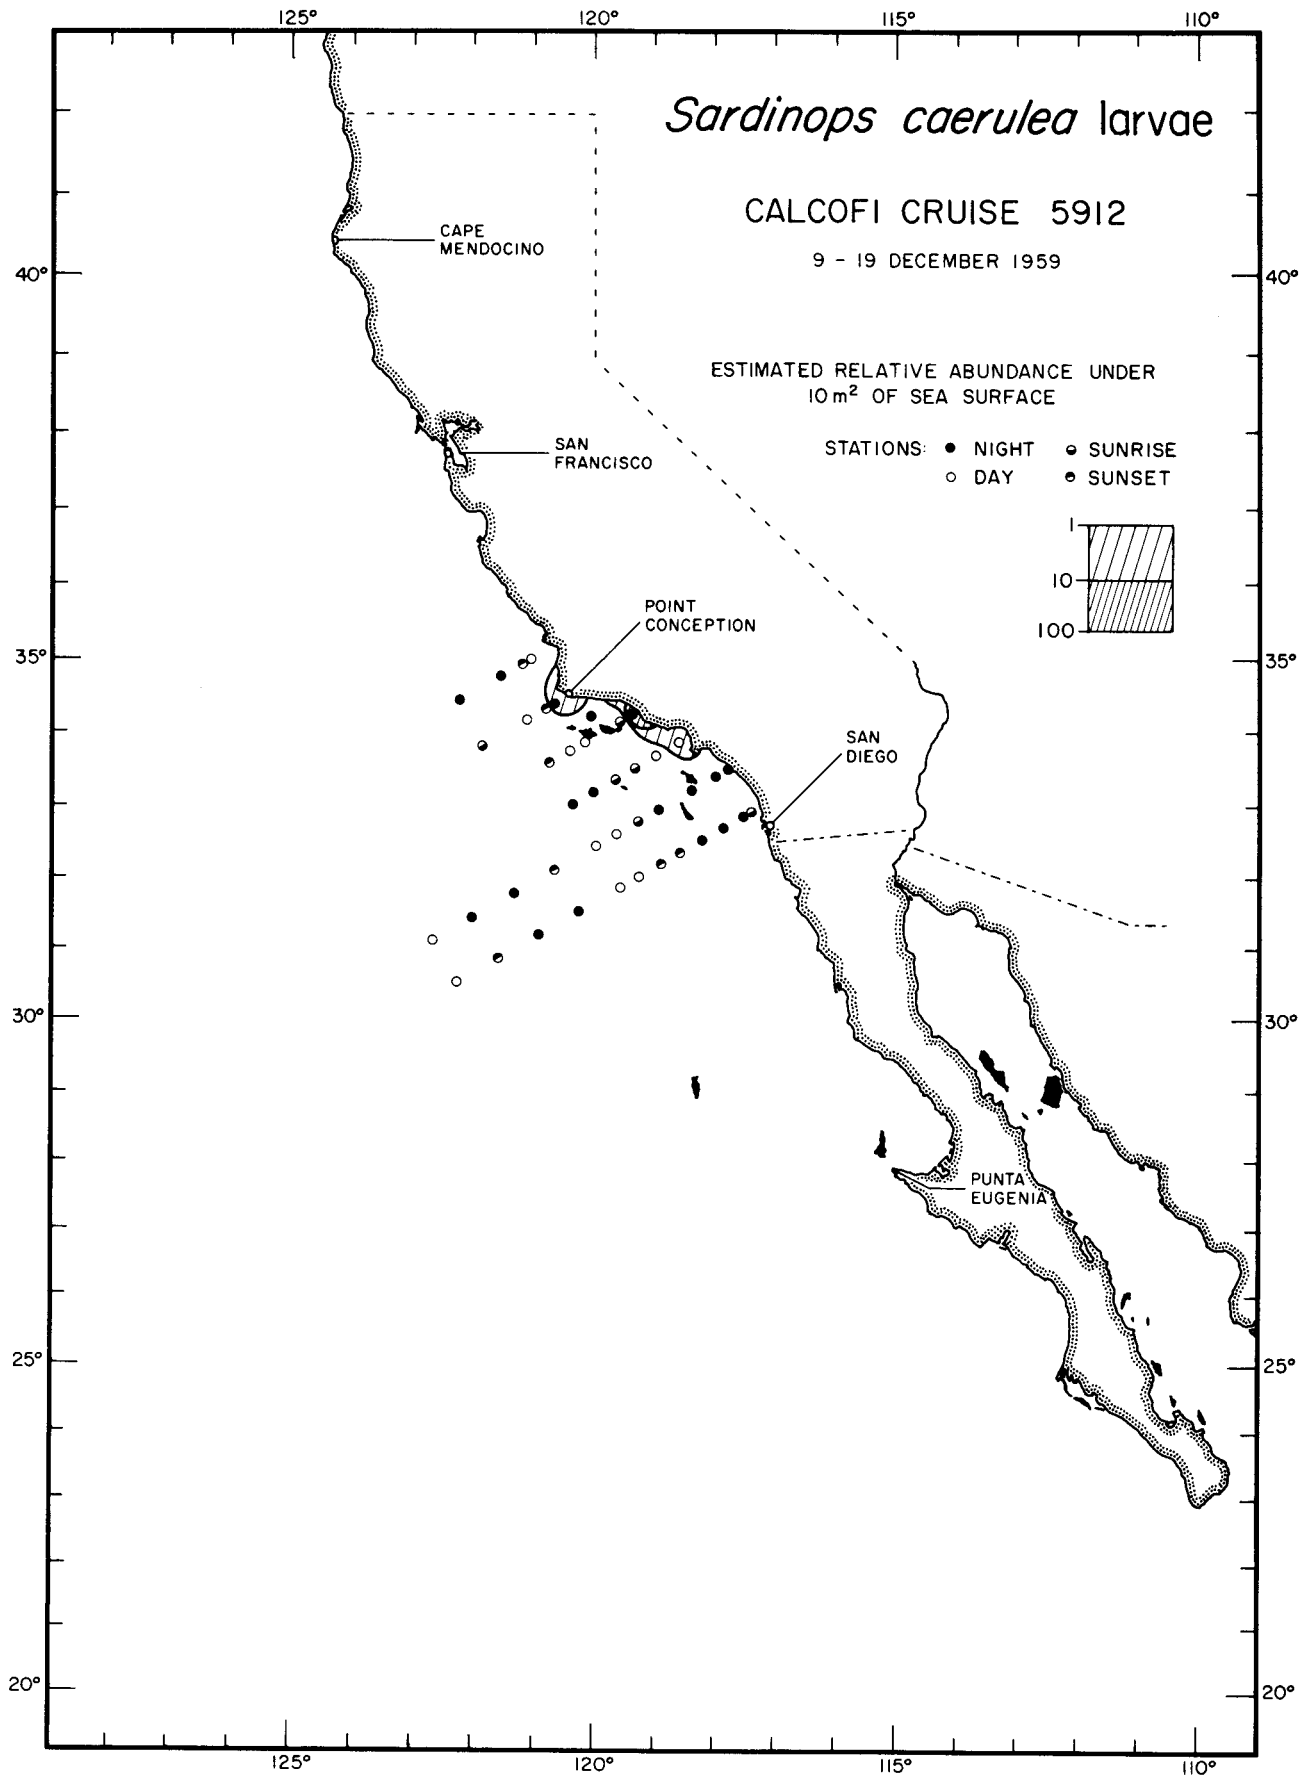 125° 120° 115° 110°
Sardinops caerulea larvae
CALCOFI CRUISE 5912
9 - 19 DECEMBER 1959
CAPE
MENDOCINO
40° 40°
ESTIMATED RELATIVE ABUNDANCE UNDER
10 m² OF SEA SURFACE
STATIONS: ● NIGHT ◒ SUNRISE
○ DAY ◓ SUNSET
SAN
FRANCISCO
1
10
100
POINT
CONCEPTION
35° 35°
SAN
DIEGO
30° 30°
PUNTA
EUGENIA
25° 25°
20° 20°
125° 120° 115° 110°